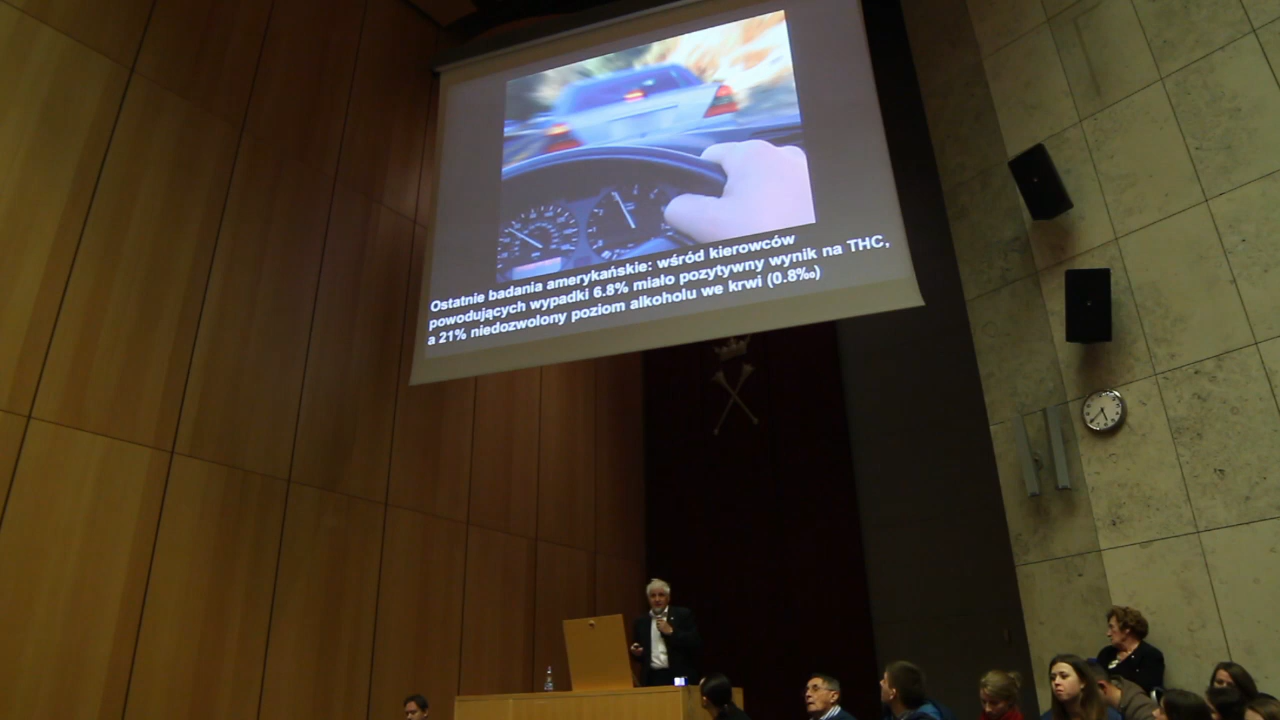 Ostatnie badania amerykańskie: wśród kierowców
powodujących wypadki 6.8% miało pozytywny wynik na THC,
a 21% niedozwolony poziom alkoholu we krwi (0.8‰)